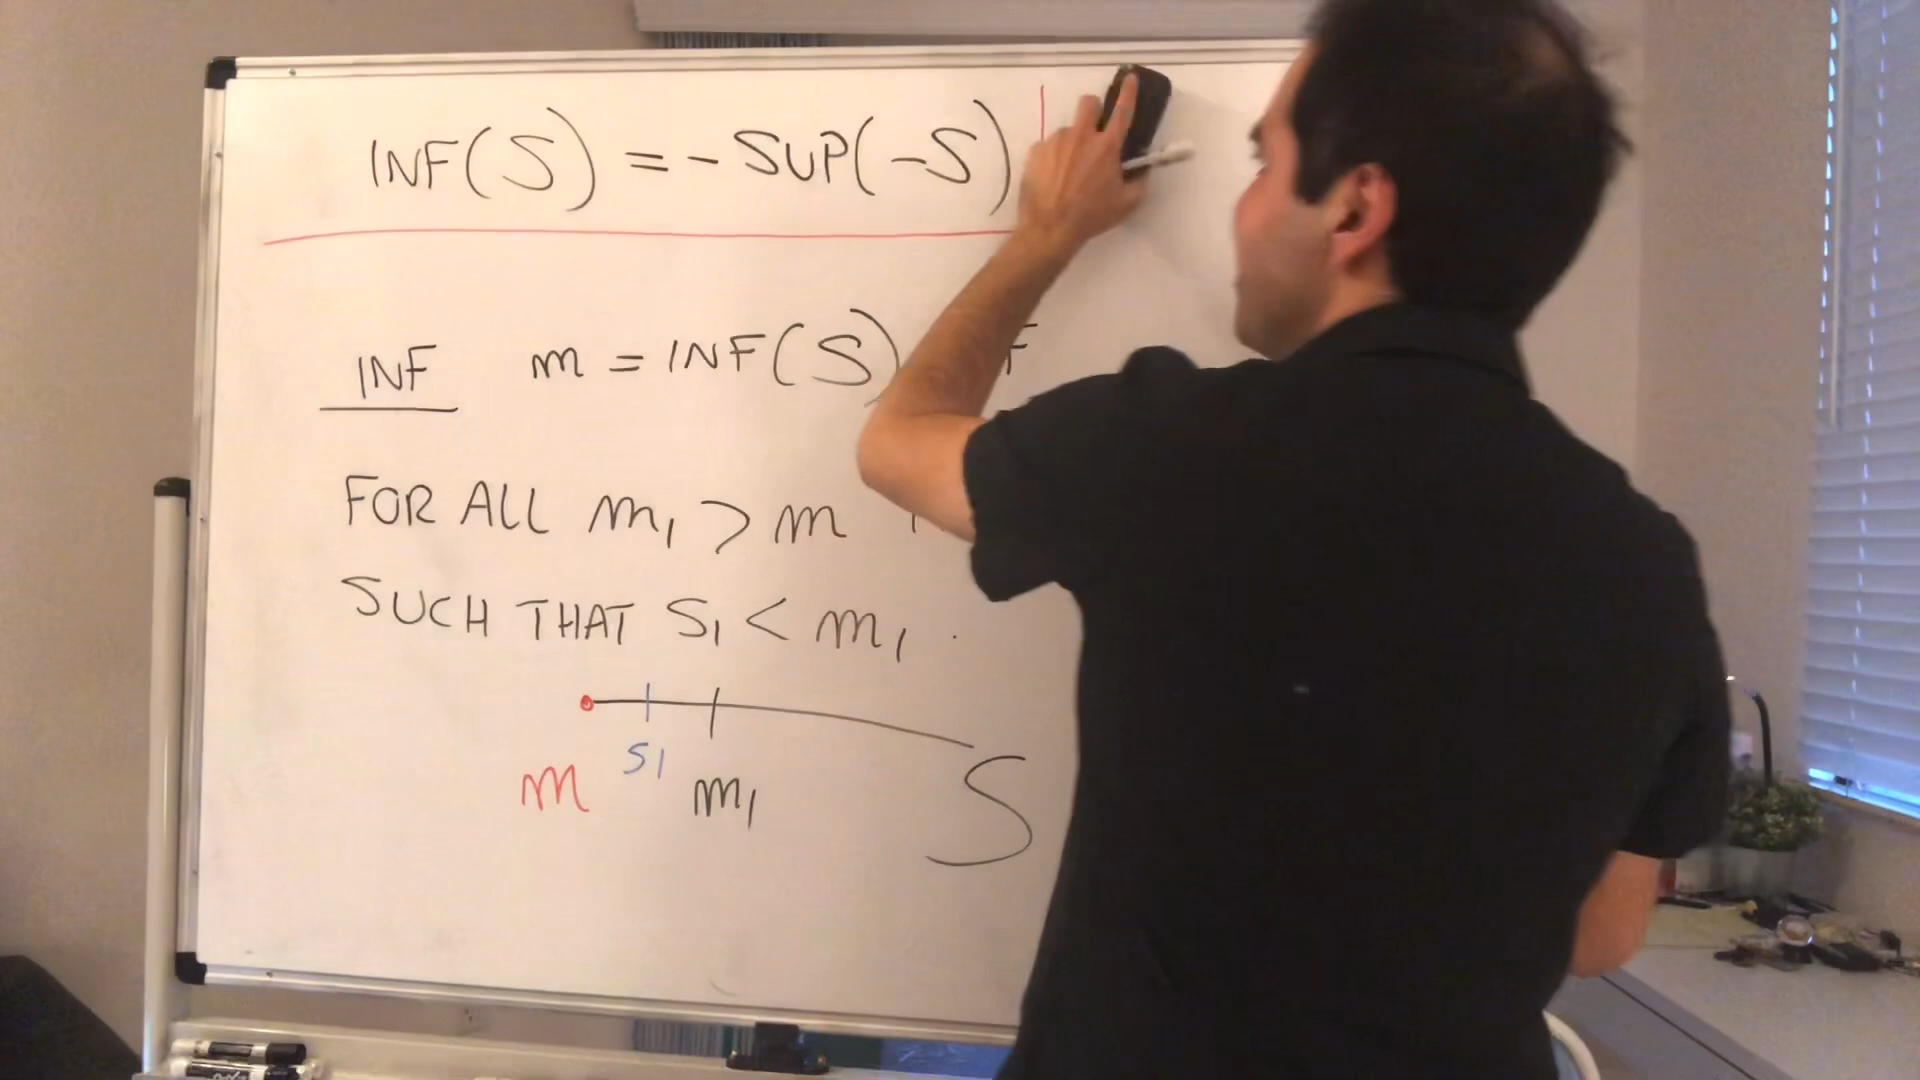 INF(S) = - SUP(-S)
INF m = INF(S)
FOR ALL m₁ > m
SUCH THAT S₁ < m₁.
S₁
m m₁ S